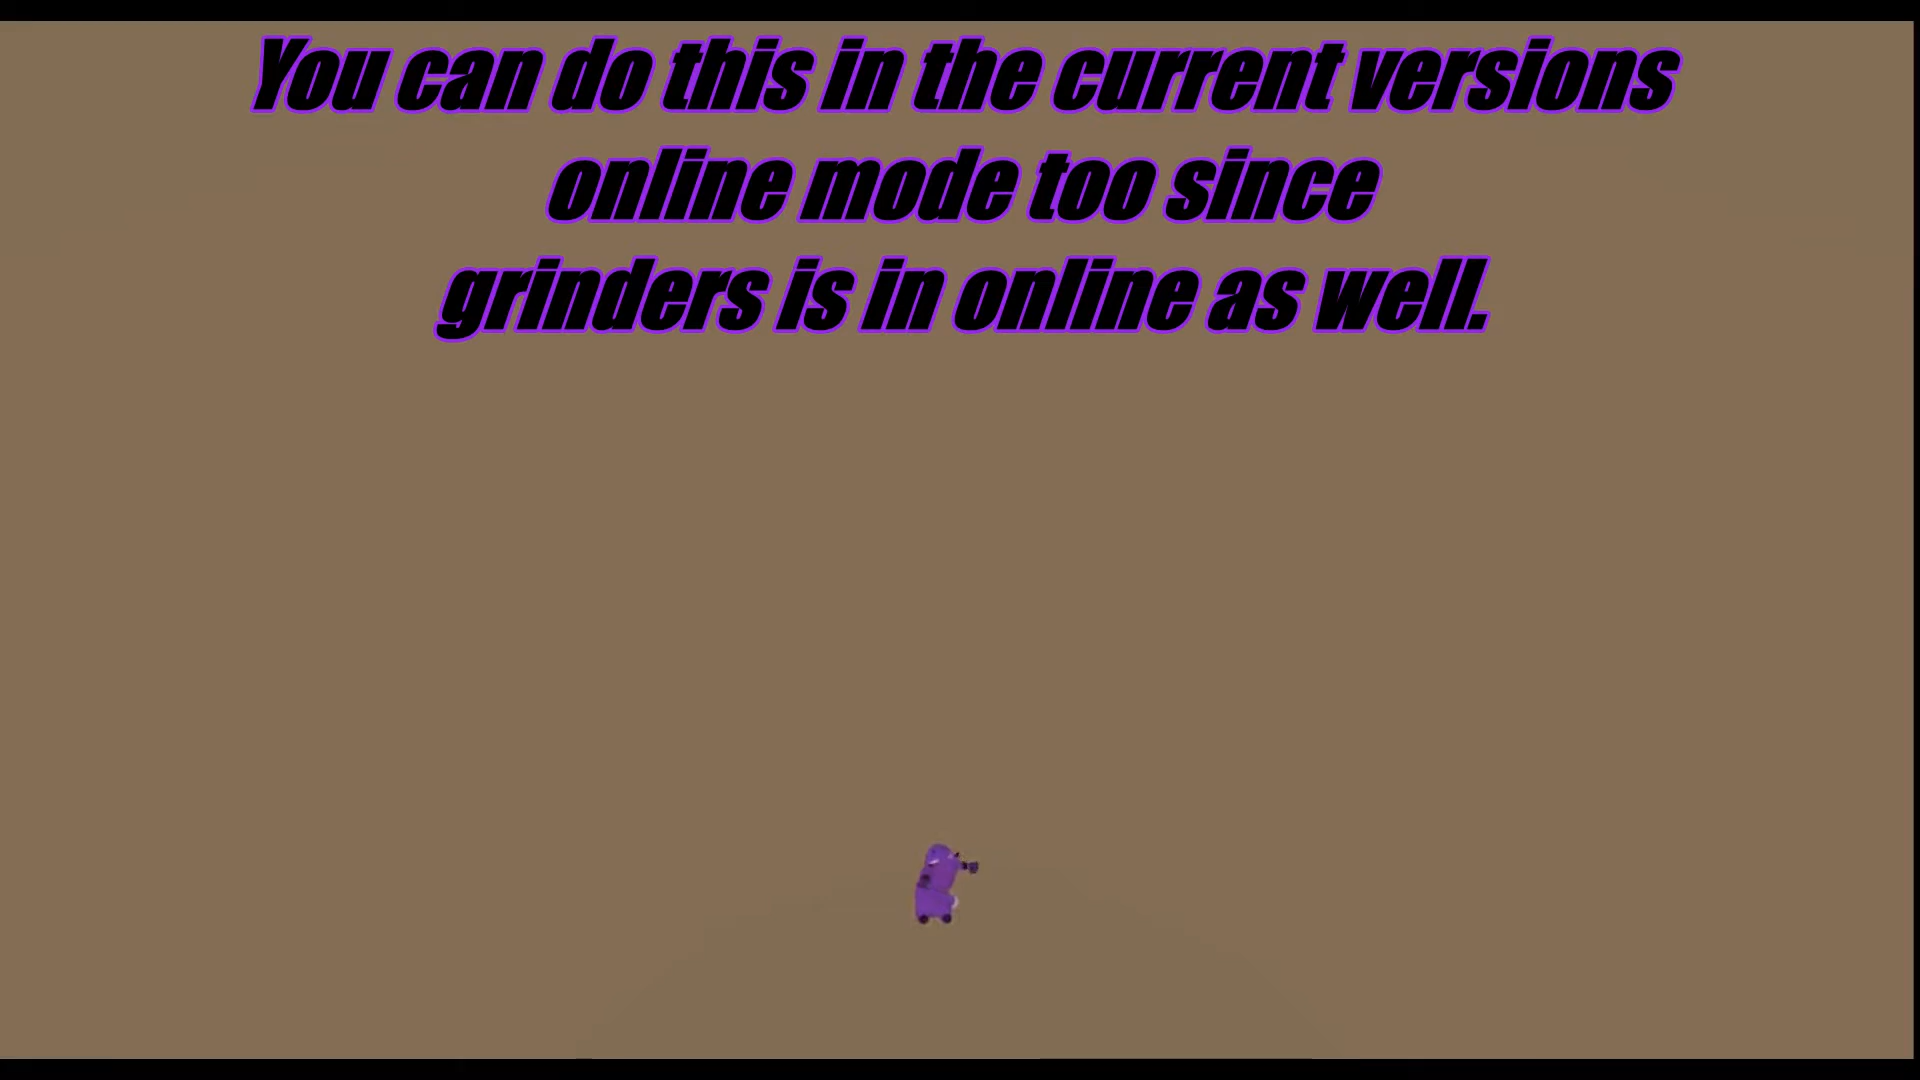 You can do this in the current versions
online mode too since
grinders is in online as well.